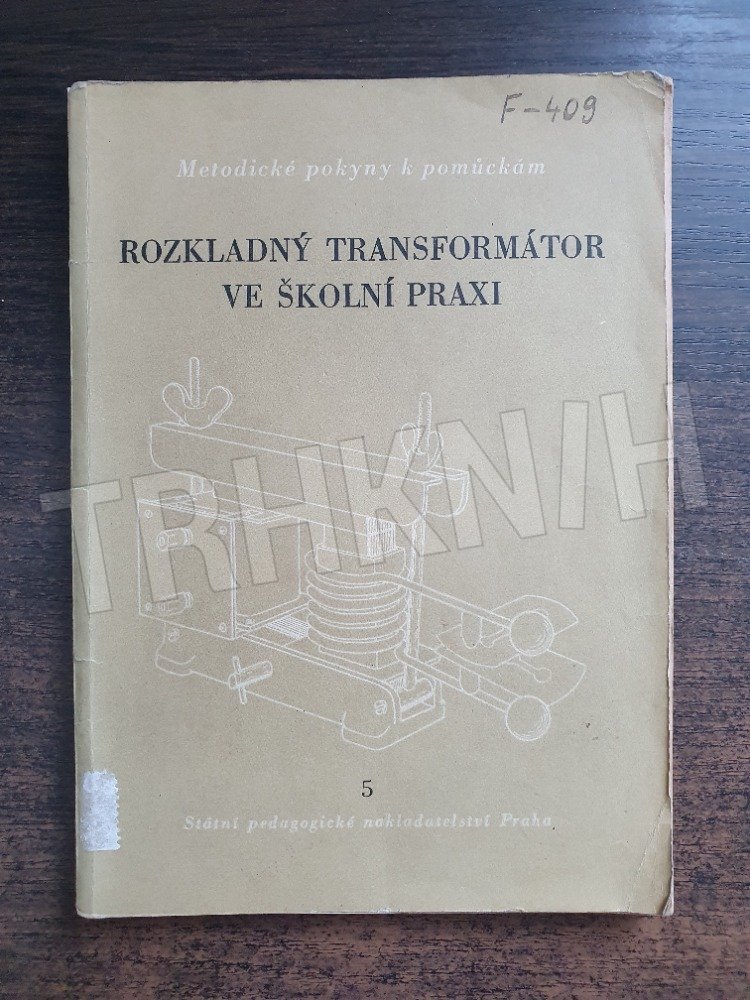 F-409
Metodické pokyny k pomůckám
ROZKLADNÝ TRANSFORMÁTOR
VE ŠKOLNÍ PRAXI
TRHKNIH
5
Státní pedagogické nakladatelství Praha